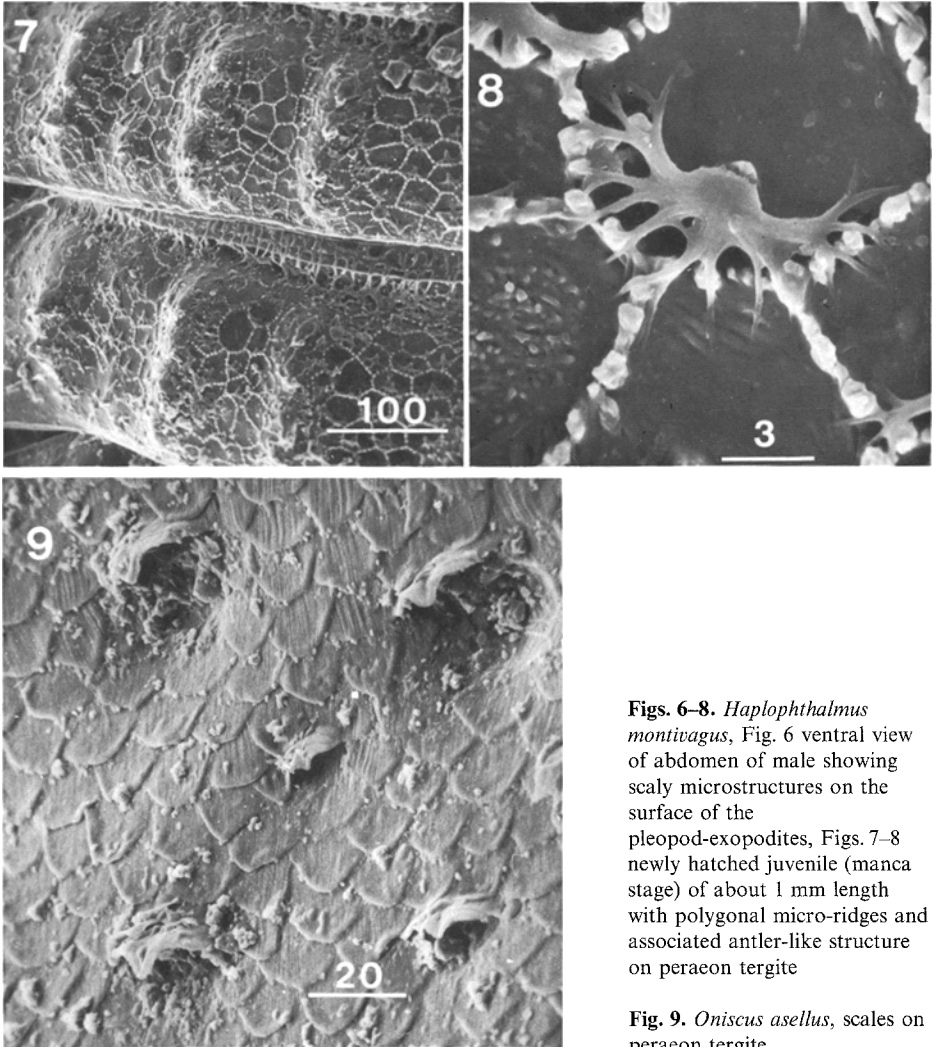 7
8
100
3
9
20
Figs. 6–8. Haplophthalmus
montivagus, Fig. 6 ventral view
of abdomen of male showing
scaly microstructures on the
surface of the
pleopod-exopodites, Figs. 7–8
newly hatched juvenile (manca
stage) of about 1 mm length
with polygonal micro-ridges and
associated antler-like structure
on peraeon tergite
Fig. 9. Oniscus asellus, scales on
peraeon tergite